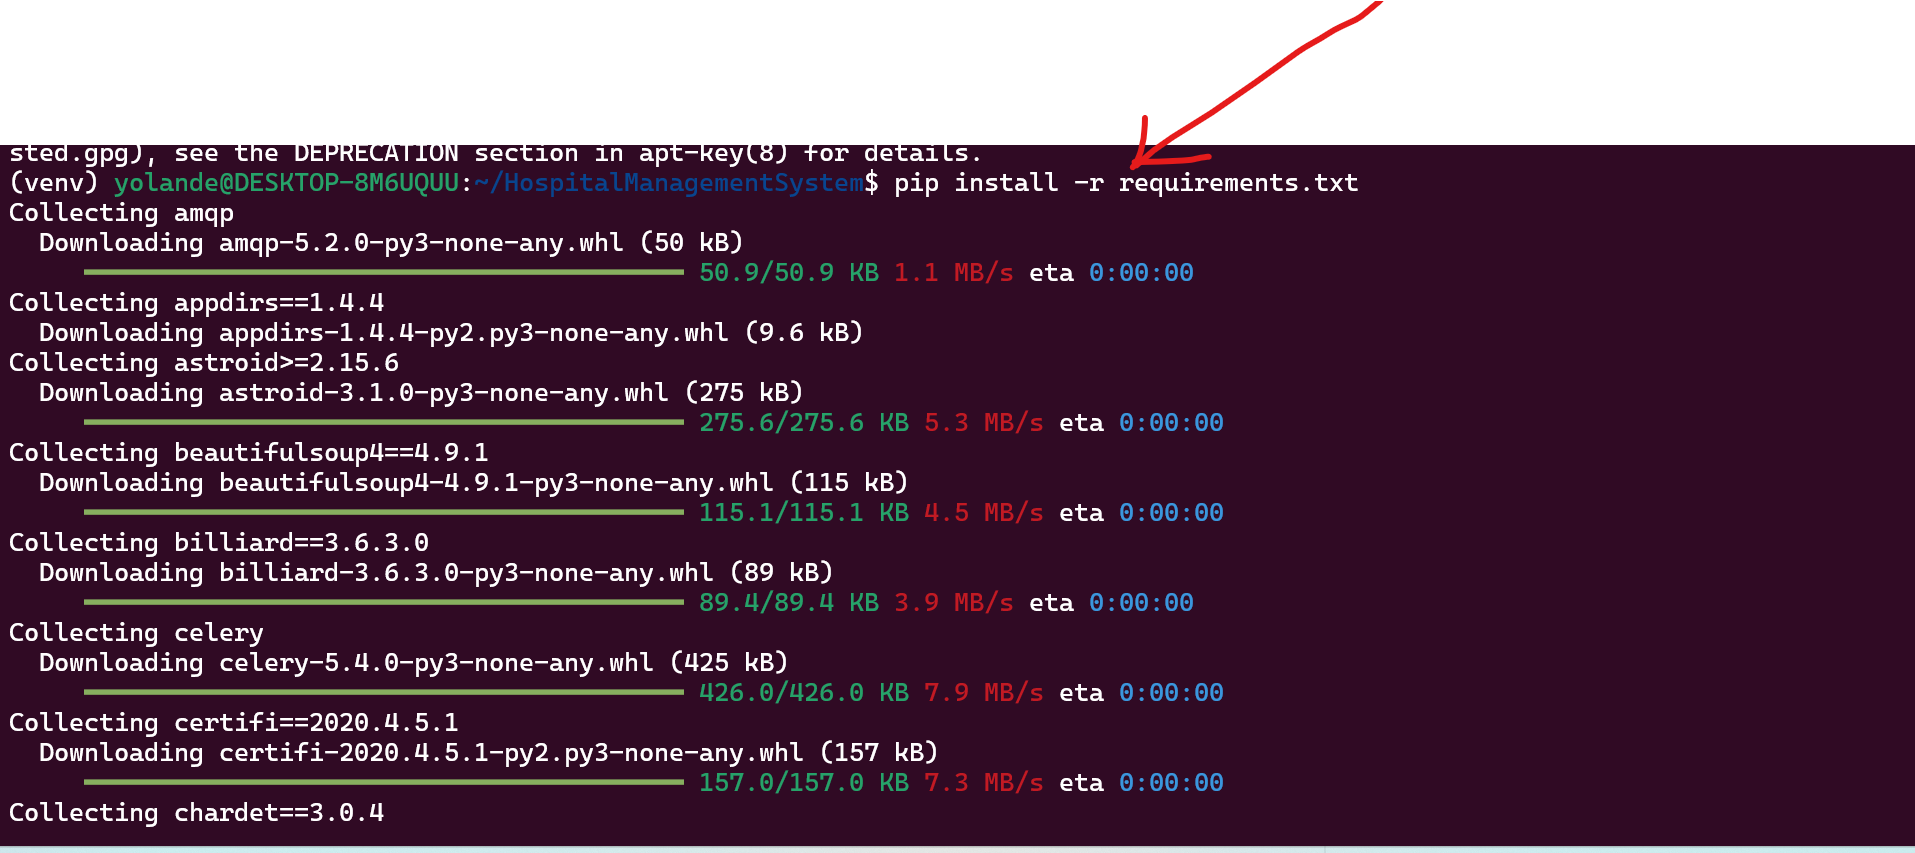 sted.gpg), see the DEPRECATION section in apt-key(8) for details.
(venv) yolande@DESKTOP-8M6UQUU:~/HospitalManagementSystem$ pip install -r requirements.txt
Collecting amqp
Downloading amqp-5.2.0-py3-none-any.whl (50 kB)
50.9/50.9 KB 1.1 MB/s eta 0:00:00
Collecting appdirs==1.4.4
Downloading appdirs-1.4.4-py2.py3-none-any.whl (9.6 kB)
Collecting astroid>=2.15.6
Downloading astroid-3.1.0-py3-none-any.whl (275 kB)
275.6/275.6 KB 5.3 MB/s eta 0:00:00
Collecting beautifulsoup4==4.9.1
Downloading beautifulsoup4-4.9.1-py3-none-any.whl (115 kB)
115.1/115.1 KB 4.5 MB/s eta 0:00:00
Collecting billiard==3.6.3.0
Downloading billiard-3.6.3.0-py3-none-any.whl (89 kB)
89.4/89.4 KB 3.9 MB/s eta 0:00:00
Collecting celery
Downloading celery-5.4.0-py3-none-any.whl (425 kB)
426.0/426.0 KB 7.9 MB/s eta 0:00:00
Collecting certifi==2020.4.5.1
Downloading certifi-2020.4.5.1-py2.py3-none-any.whl (157 kB)
157.0/157.0 KB 7.3 MB/s eta 0:00:00
Collecting chardet==3.0.4